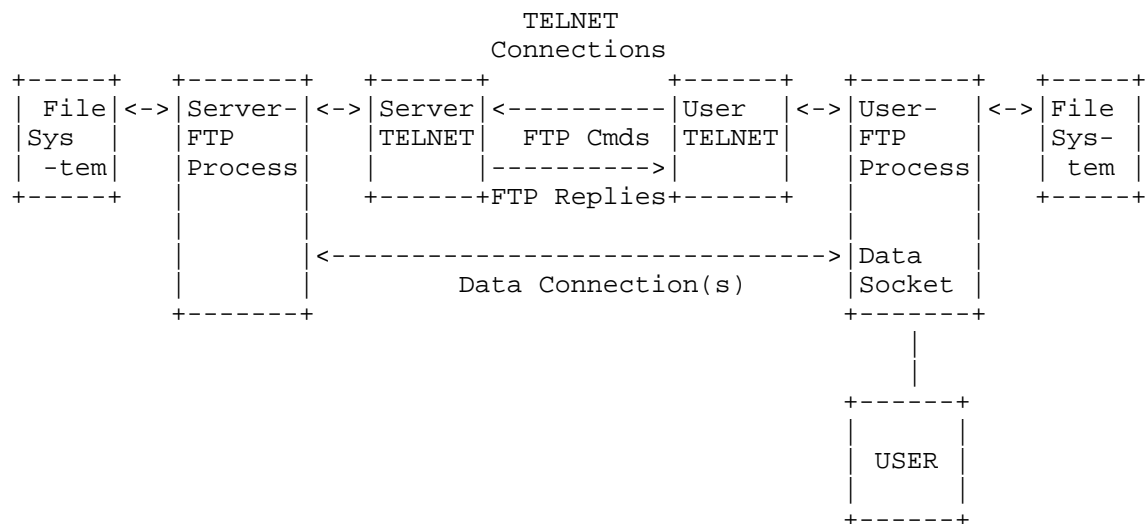 TELNET
Connections
File <-> Server- <-> Server <---------- User <-> User- <-> File
Sys FTP TELNET FTP Cmds TELNET FTP Sys-
-tem Process ----------> Process tem
FTP Replies
<-------------------------------> Data
Data Connection(s) Socket
USER